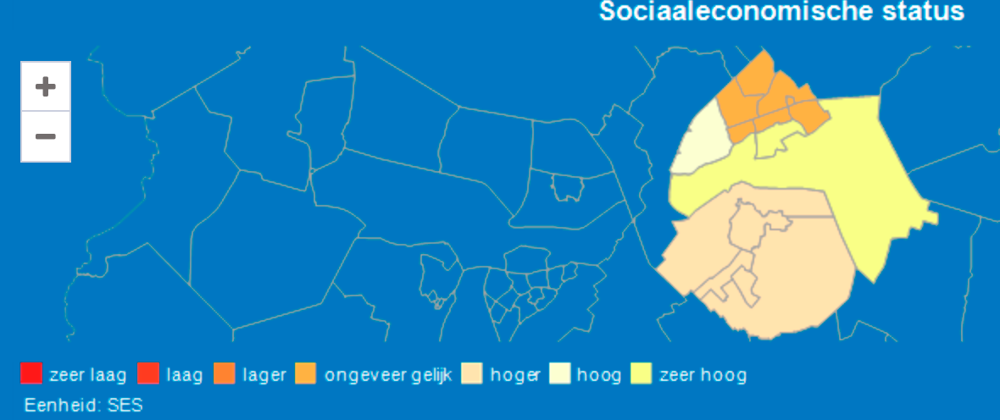 Sociaaleconomische status
+
−
zeer laag laag lager ongeveer gelijk hoger hoog zeer hoog
Eenheid: SES